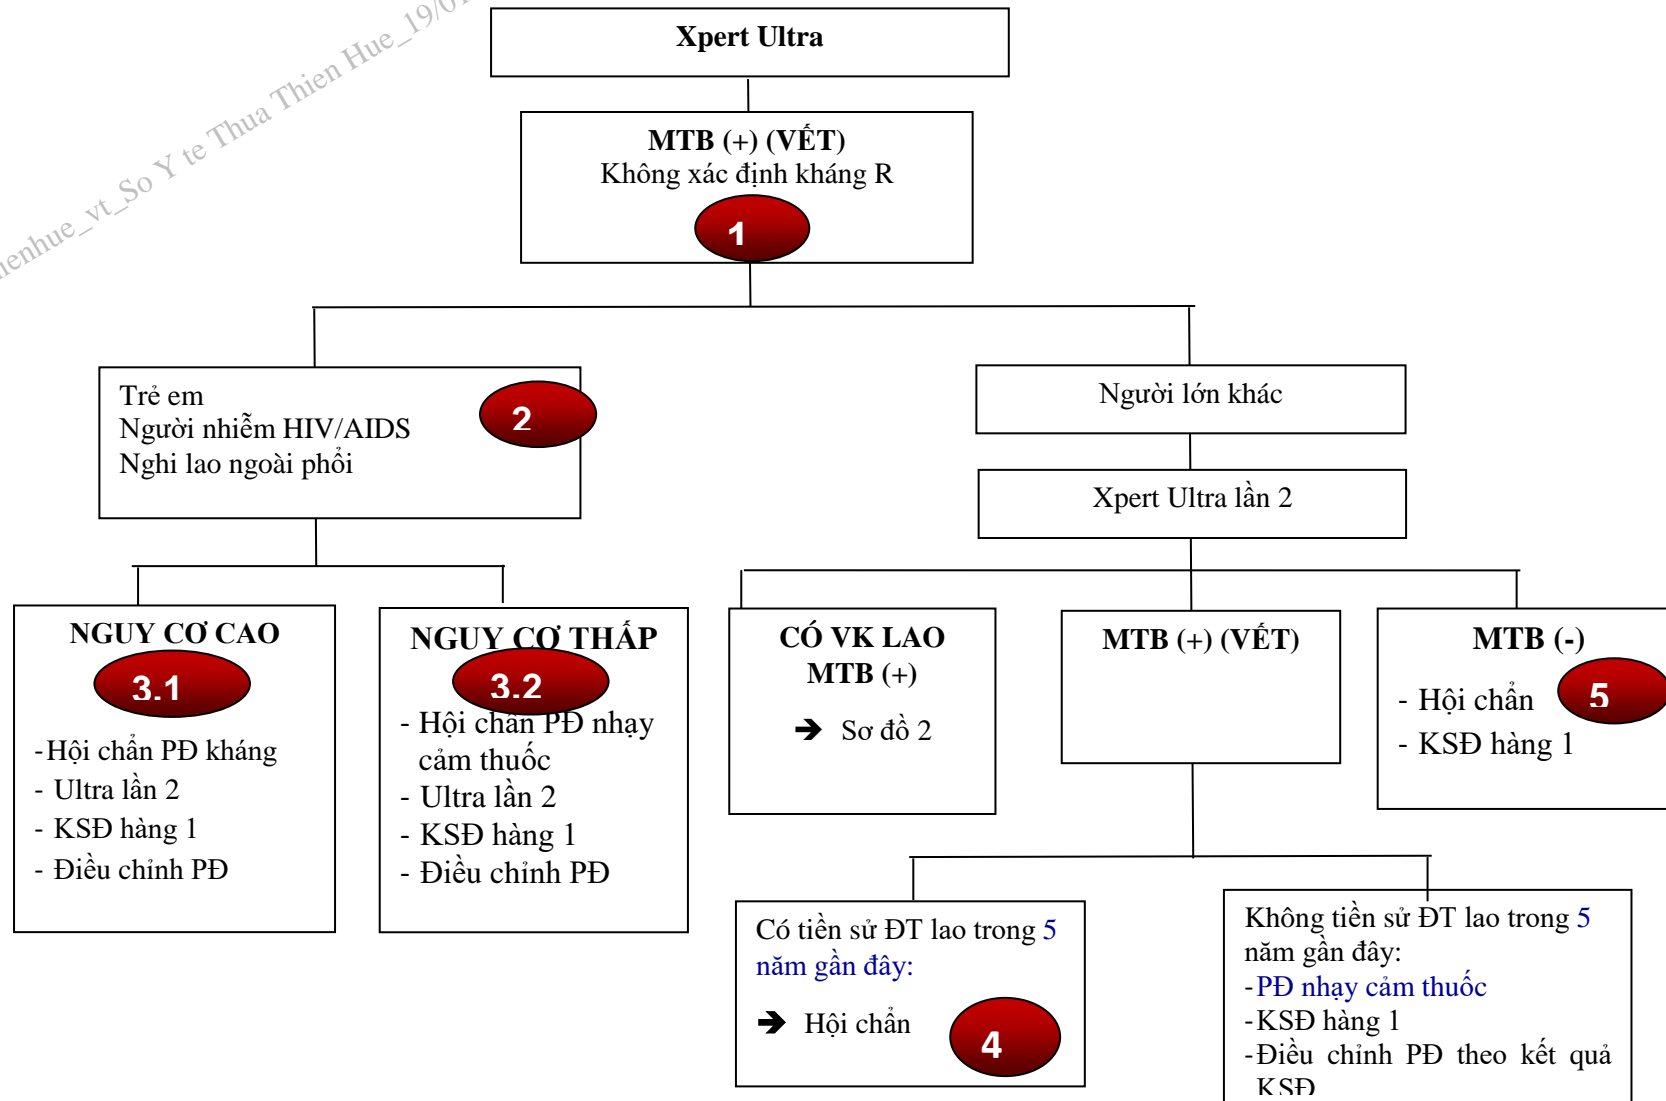 ienhue_vt_So Y te Thua Thien Hue_19/01
Xpert Ultra
MTB (+) (VẾT)
Không xác định kháng R
1
Trẻ em
Người nhiễm HIV/AIDS
Nghi lao ngoài phổi
2
Người lớn khác
Xpert Ultra lần 2
NGUY CƠ CAO
3.1
-Hội chẩn PĐ kháng
- Ultra lần 2
- KSĐ hàng 1
- Điều chỉnh PĐ
NGUY CƠ THẤP
3.2
- Hội chẩn PĐ nhạy
cảm thuốc
- Ultra lần 2
- KSĐ hàng 1
- Điều chỉnh PĐ
CÓ VK LAO
MTB (+)
➔ Sơ đồ 2
MTB (+) (VẾT)
MTB (-)
- Hội chẩn
5
- KSĐ hàng 1
Có tiền sử ĐT lao trong 5
năm gần đây:
➔ Hội chẩn
4
Không tiền sử ĐT lao trong 5
năm gần đây:
-PĐ nhạy cảm thuốc
-KSĐ hàng 1
-Điều chỉnh PĐ theo kết quả
KSĐ